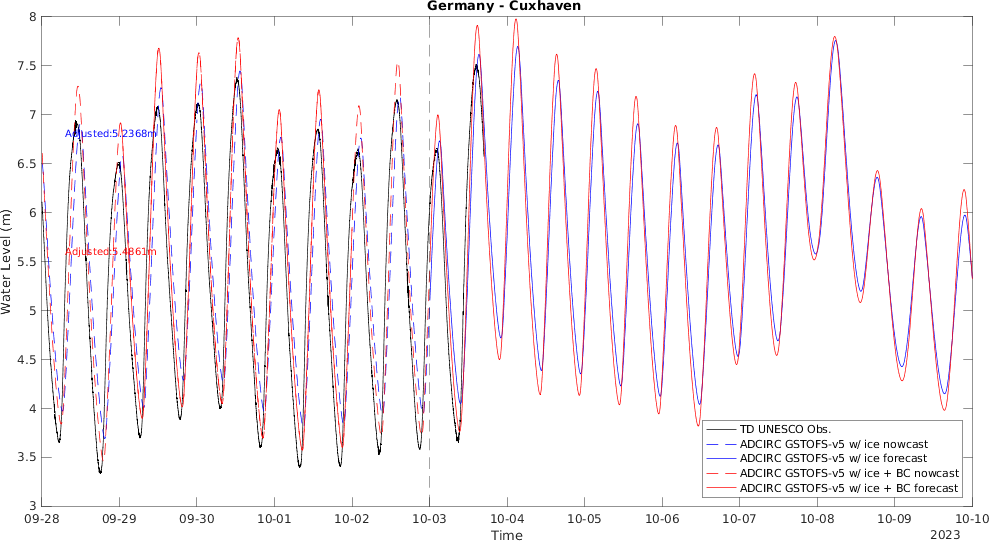 Germany - Cuxhaven
8
7.5
7
6.5
6
5.5
5
4.5
4
3.5
3
Water Level (m)
Adjusted:5.2368m
Adjusted:5.4861m
TD UNESCO Obs.
ADCIRC GSTOFS-v5 w/ ice nowcast
ADCIRC GSTOFS-v5 w/ ice forecast
ADCIRC GSTOFS-v5 w/ ice + BC nowcast
ADCIRC GSTOFS-v5 w/ ice + BC forecast
09-28 09-29 09-30 10-01 10-02 10-03 10-04 10-05 10-06 10-07 10-08 10-09 10-10
Time
2023